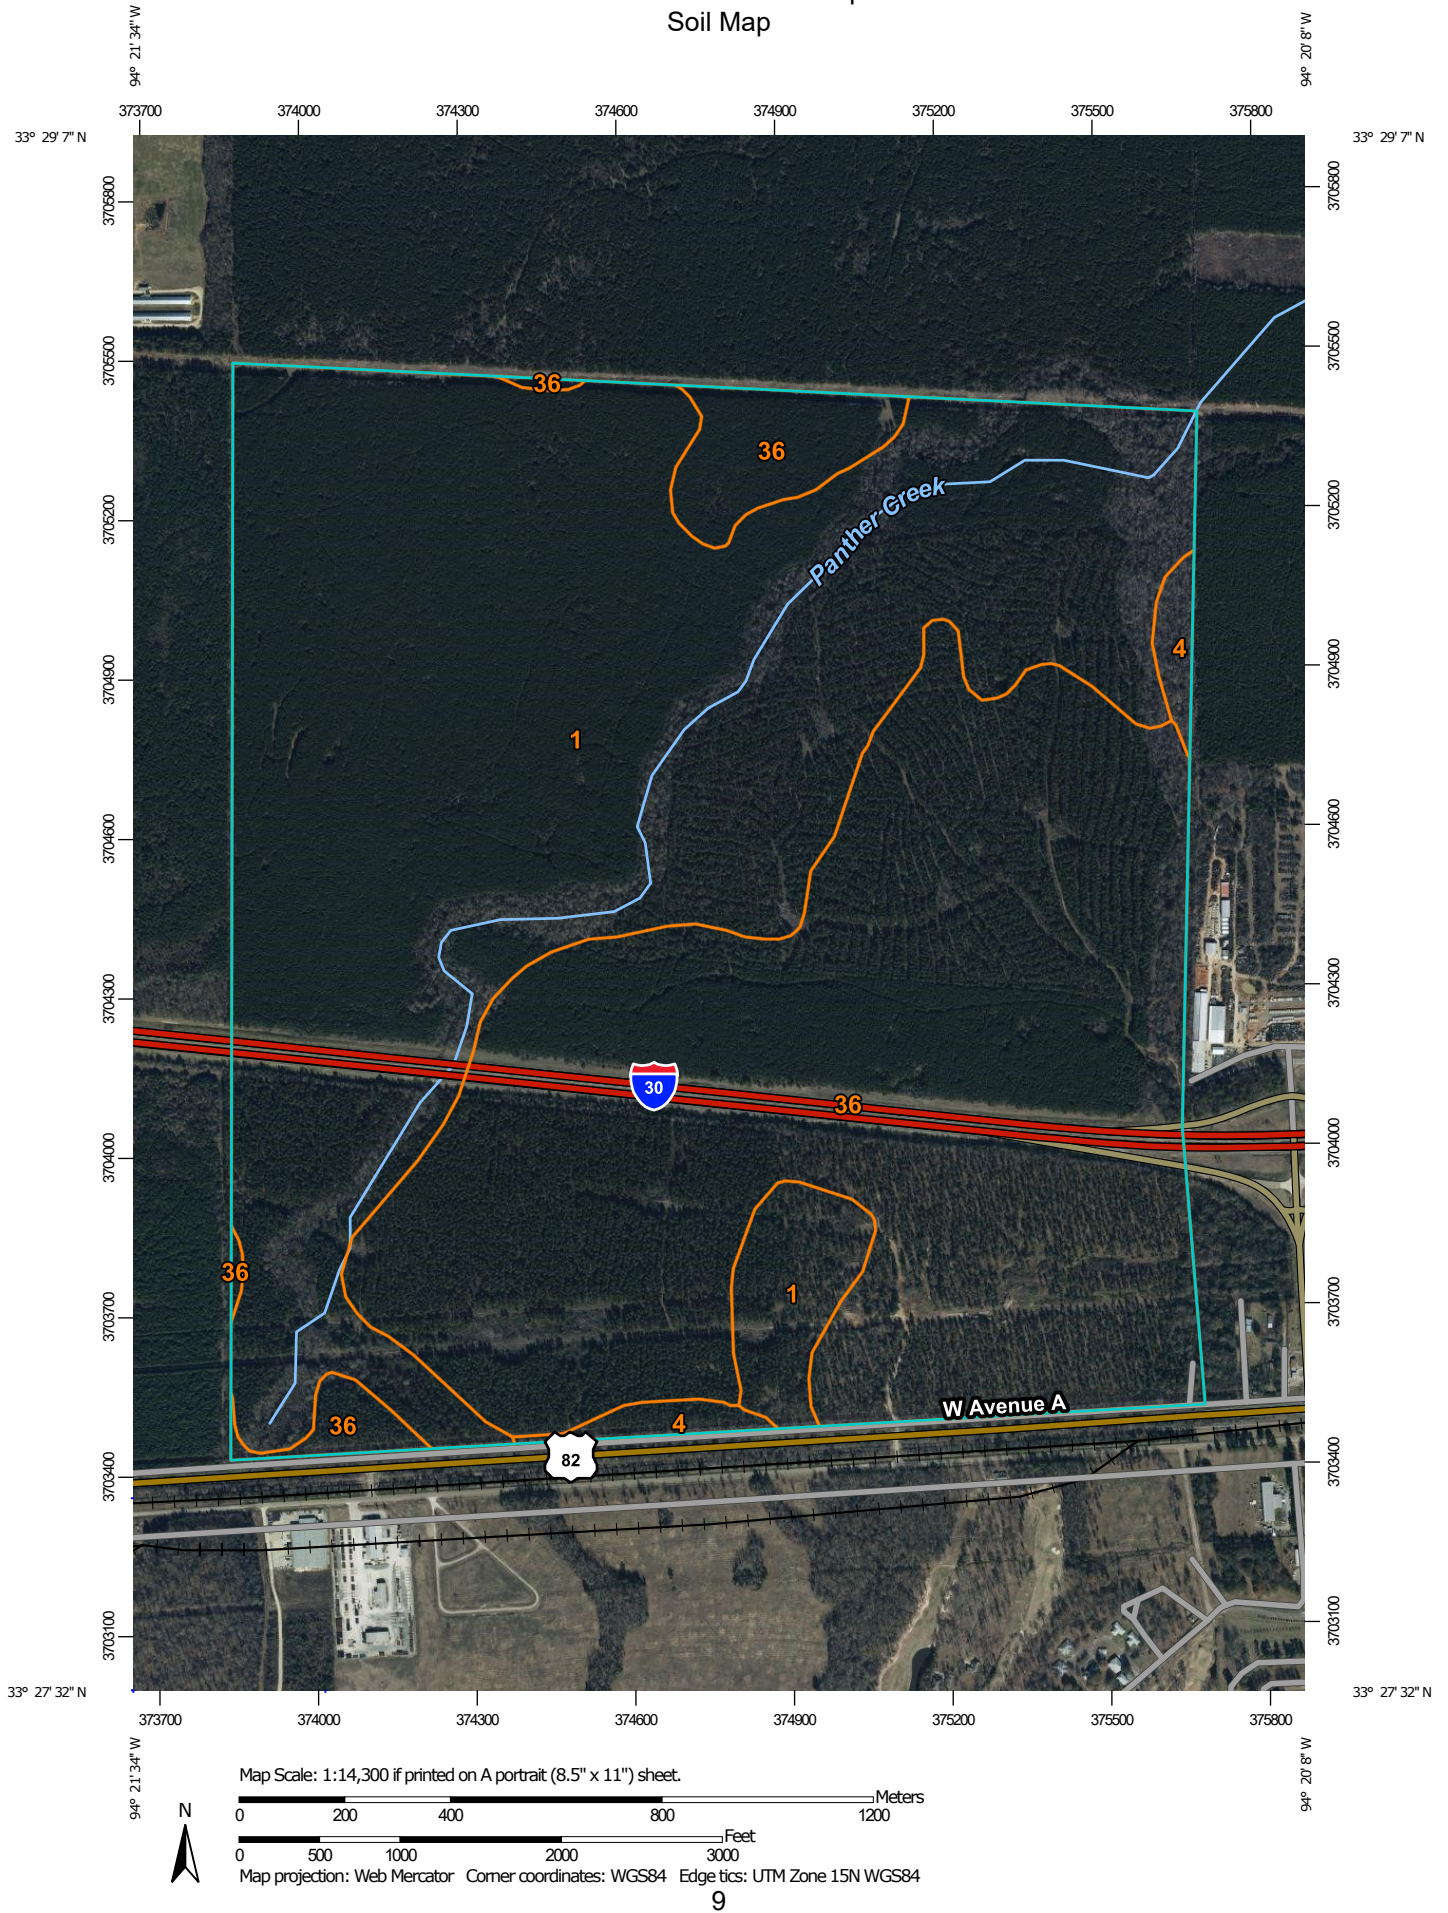 Soil Map
94° 21' 34'' W
94° 20' 8'' W
373700 374000 374300 374600 374900 375200 375500 375800
33° 29' 7'' N
33° 29' 7'' N
3705800
3705800
3705500
3705500
36
36
3705200
3705200
Panther Creek
4
3704900
3704900
1
3704600
3704600
3704300
3704300
30
36
3704000
3704000
36
1
3703700
3703700
W Avenue A
36
4
82
3703400
3703400
3703100
3703100
33° 27' 32'' N
33° 27' 32'' N
373700 374000 374300 374600 374900 375200 375500 375800
94° 21' 34'' W
94° 20' 8'' W
Map Scale: 1:14,300 if printed on A portrait (8.5" x 11") sheet.
N
Meters
0 200 400 800 1200
Feet
0 500 1000 2000 3000
Map projection: Web Mercator Corner coordinates: WGS84 Edge tics: UTM Zone 15N WGS84
9